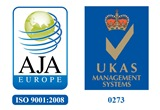 AJA
EUROPE
ISO 9001:2008
UKAS
MANAGEMENT
SYSTEMS
0273